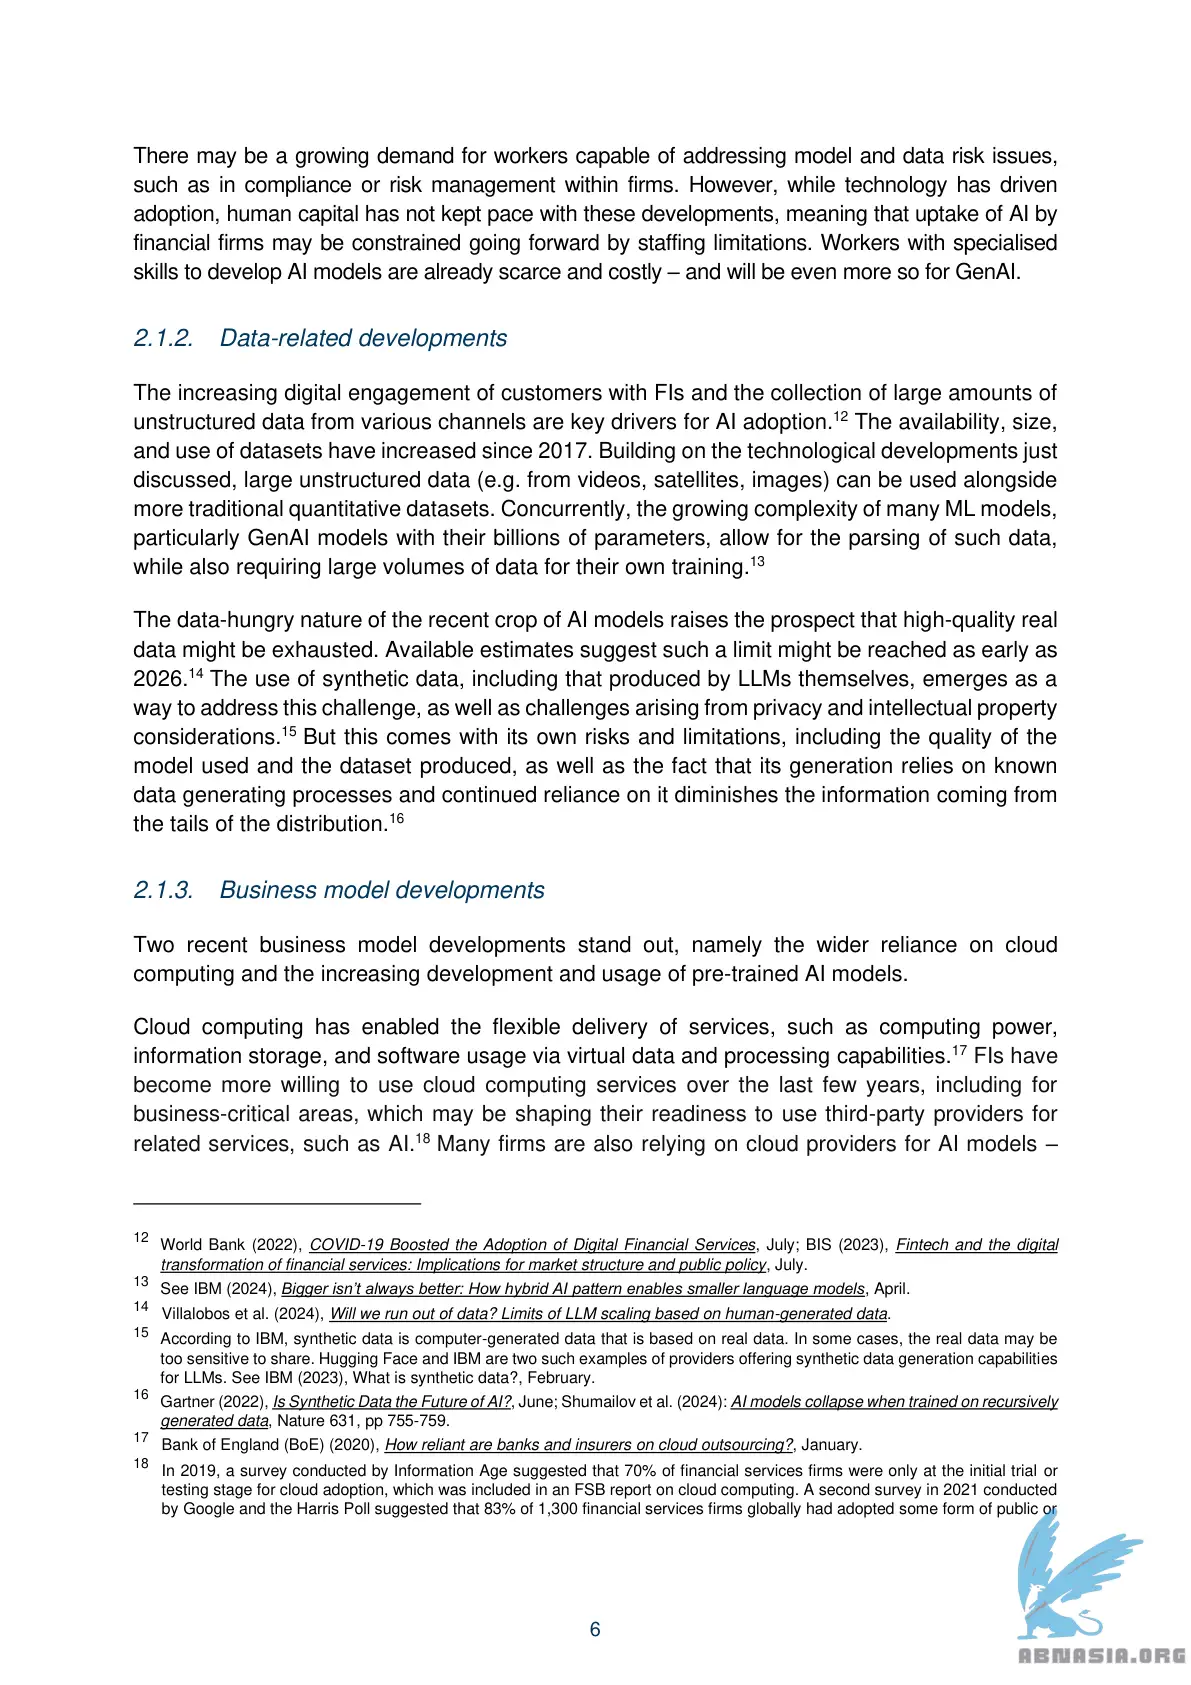 There may be a growing demand for workers capable of addressing model and data risk issues,
such as in compliance or risk management within firms. However, while technology has driven
adoption, human capital has not kept pace with these developments, meaning that uptake of AI by
financial firms may be constrained going forward by staffing limitations. Workers with specialised
skills to develop AI models are already scarce and costly – and will be even more so for GenAI.
2.1.2. Data-related developments
The increasing digital engagement of customers with FIs and the collection of large amounts of
unstructured data from various channels are key drivers for AI adoption.12 The availability, size,
and use of datasets have increased since 2017. Building on the technological developments just
discussed, large unstructured data (e.g. from videos, satellites, images) can be used alongside
more traditional quantitative datasets. Concurrently, the growing complexity of many ML models,
particularly GenAI models with their billions of parameters, allow for the parsing of such data,
while also requiring large volumes of data for their own training.13
The data-hungry nature of the recent crop of AI models raises the prospect that high-quality real
data might be exhausted. Available estimates suggest such a limit might be reached as early as
2026.14 The use of synthetic data, including that produced by LLMs themselves, emerges as a
way to address this challenge, as well as challenges arising from privacy and intellectual property
considerations.15 But this comes with its own risks and limitations, including the quality of the
model used and the dataset produced, as well as the fact that its generation relies on known
data generating processes and continued reliance on it diminishes the information coming from
the tails of the distribution.16
2.1.3. Business model developments
Two recent business model developments stand out, namely the wider reliance on cloud
computing and the increasing development and usage of pre-trained AI models.
Cloud computing has enabled the flexible delivery of services, such as computing power,
information storage, and software usage via virtual data and processing capabilities.17 FIs have
become more willing to use cloud computing services over the last few years, including for
business-critical areas, which may be shaping their readiness to use third-party providers for
related services, such as AI.18 Many firms are also relying on cloud providers for AI models –
12 World Bank (2022), COVID-19 Boosted the Adoption of Digital Financial Services, July; BIS (2023), Fintech and the digital
transformation of financial services: Implications for market structure and public policy, July.
13 See IBM (2024), Bigger isn’t always better: How hybrid AI pattern enables smaller language models, April.
14 Villalobos et al. (2024), Will we run out of data? Limits of LLM scaling based on human-generated data.
15 According to IBM, synthetic data is computer-generated data that is based on real data. In some cases, the real data may be
too sensitive to share. Hugging Face and IBM are two such examples of providers offering synthetic data generation capabilities
for LLMs. See IBM (2023), What is synthetic data?, February.
16 Gartner (2022), Is Synthetic Data the Future of AI?, June; Shumailov et al. (2024): AI models collapse when trained on recursively
generated data, Nature 631, pp 755-759.
17 Bank of England (BoE) (2020), How reliant are banks and insurers on cloud outsourcing?, January.
18 In 2019, a survey conducted by Information Age suggested that 70% of financial services firms were only at the initial trial or
testing stage for cloud adoption, which was included in an FSB report on cloud computing. A second survey in 2021 conducted
by Google and the Harris Poll suggested that 83% of 1,300 financial services firms globally had adopted some form of public or
6
ABNASIA.ORG